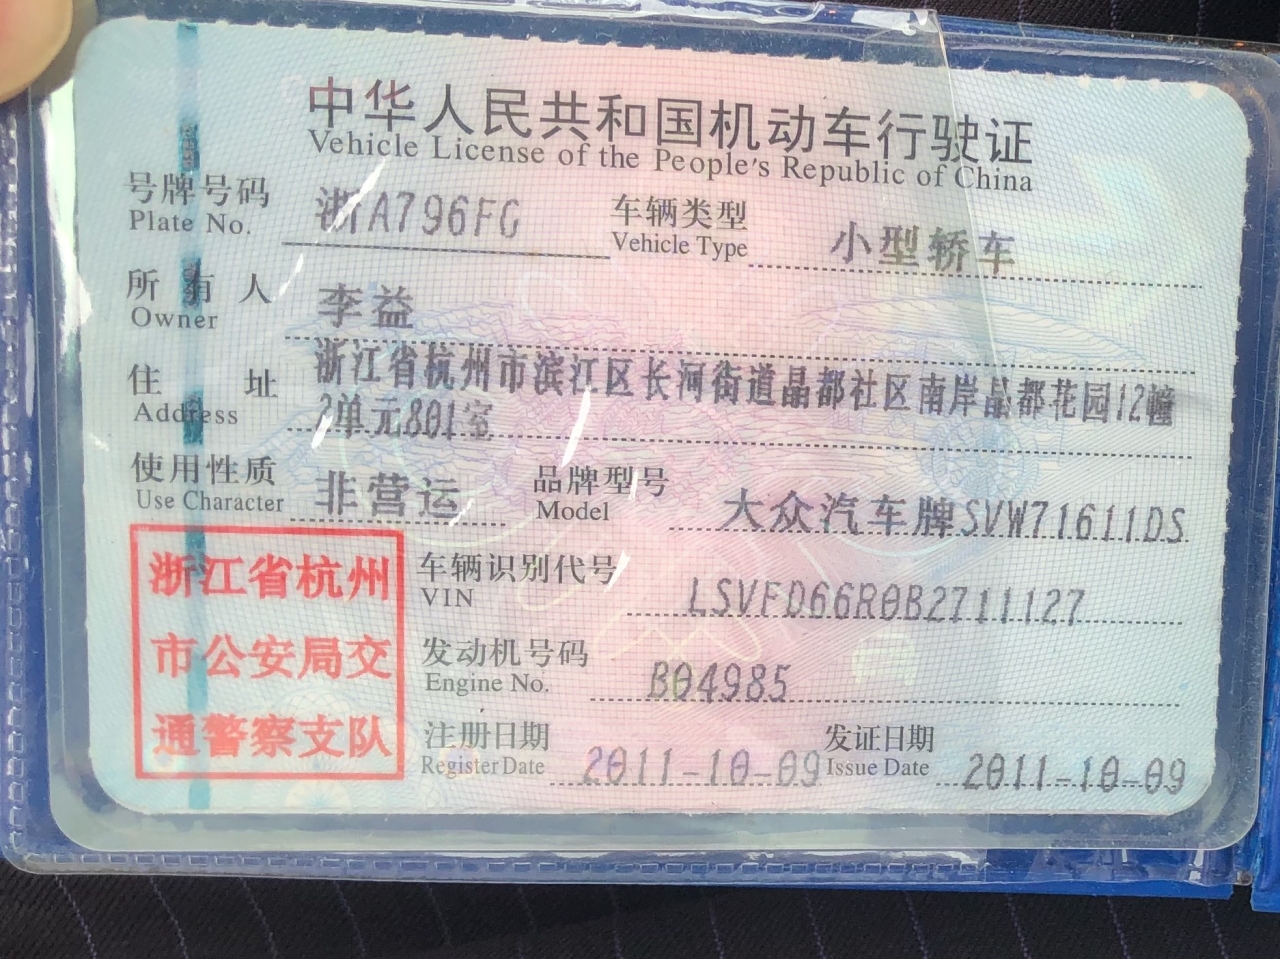 中华人民共和国机动车行驶证
Vehicle License of the People's Republic of China
号牌号码 浙A796FG 车辆类型 小型轿车
Plate No. Vehicle Type
所有人 李益
Owner
住址 浙江省杭州市滨江区长河街道晶都社区南岸晶都花园12幢
Address 2单元801室
使用性质 非营运 品牌型号 大众汽车牌SVW71611DS
Use Character Model
浙江省杭州
市公安局交
通警察支队
车辆识别代号 LSVFD66R0B2711127
VIN
发动机号码 B04985
Engine No.
注册日期 2011-10-09 发证日期 2011-10-09
Register Date Issue Date